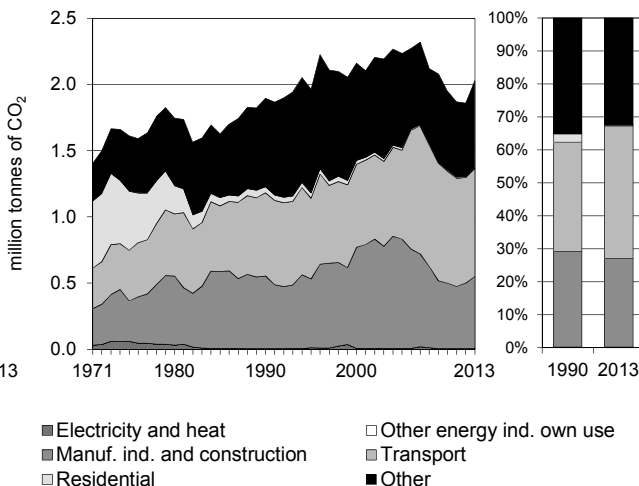 million tonnes of CO2
2.5
2.0
1.5
1.0
0.5
0.0
1971 1980 1990 2000 2013
13
100%
90%
80%
70%
60%
50%
40%
30%
20%
10%
0%
1990 2013
Electricity and heat
Other energy ind. own use
Manuf. ind. and construction
Transport
Residential
Other